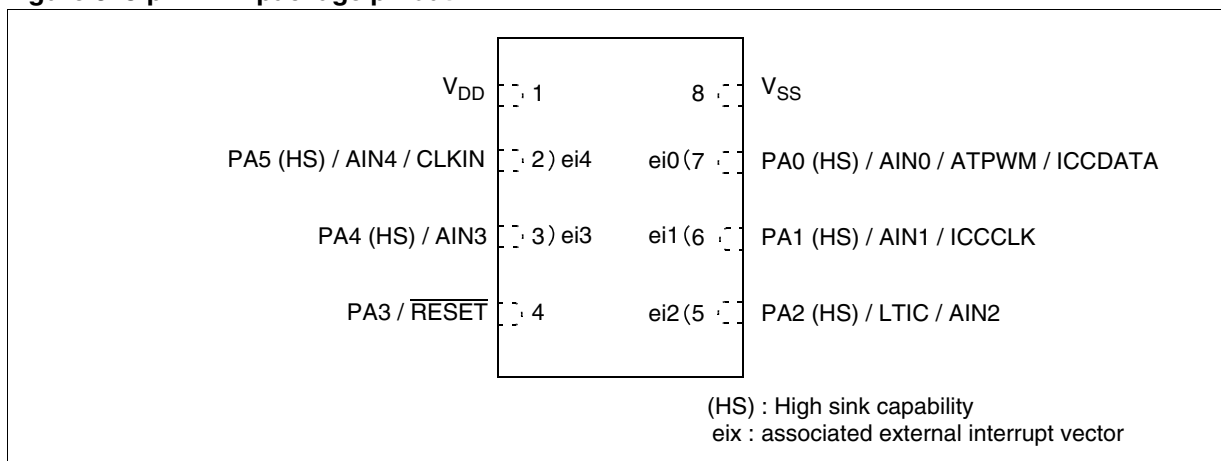 V_DD 1 8 V_SS
PA5 (HS) / AIN4 / CLKIN 2) ei4 ei0(7 PA0 (HS) / AIN0 / ATPWM / ICCDATA
PA4 (HS) / AIN3 3) ei3 ei1(6 PA1 (HS) / AIN1 / ICCCLK
PA3 / RESET 4 ei2(5 PA2 (HS) / LTIC / AIN2
(HS) : High sink capability
eix : associated external interrupt vector